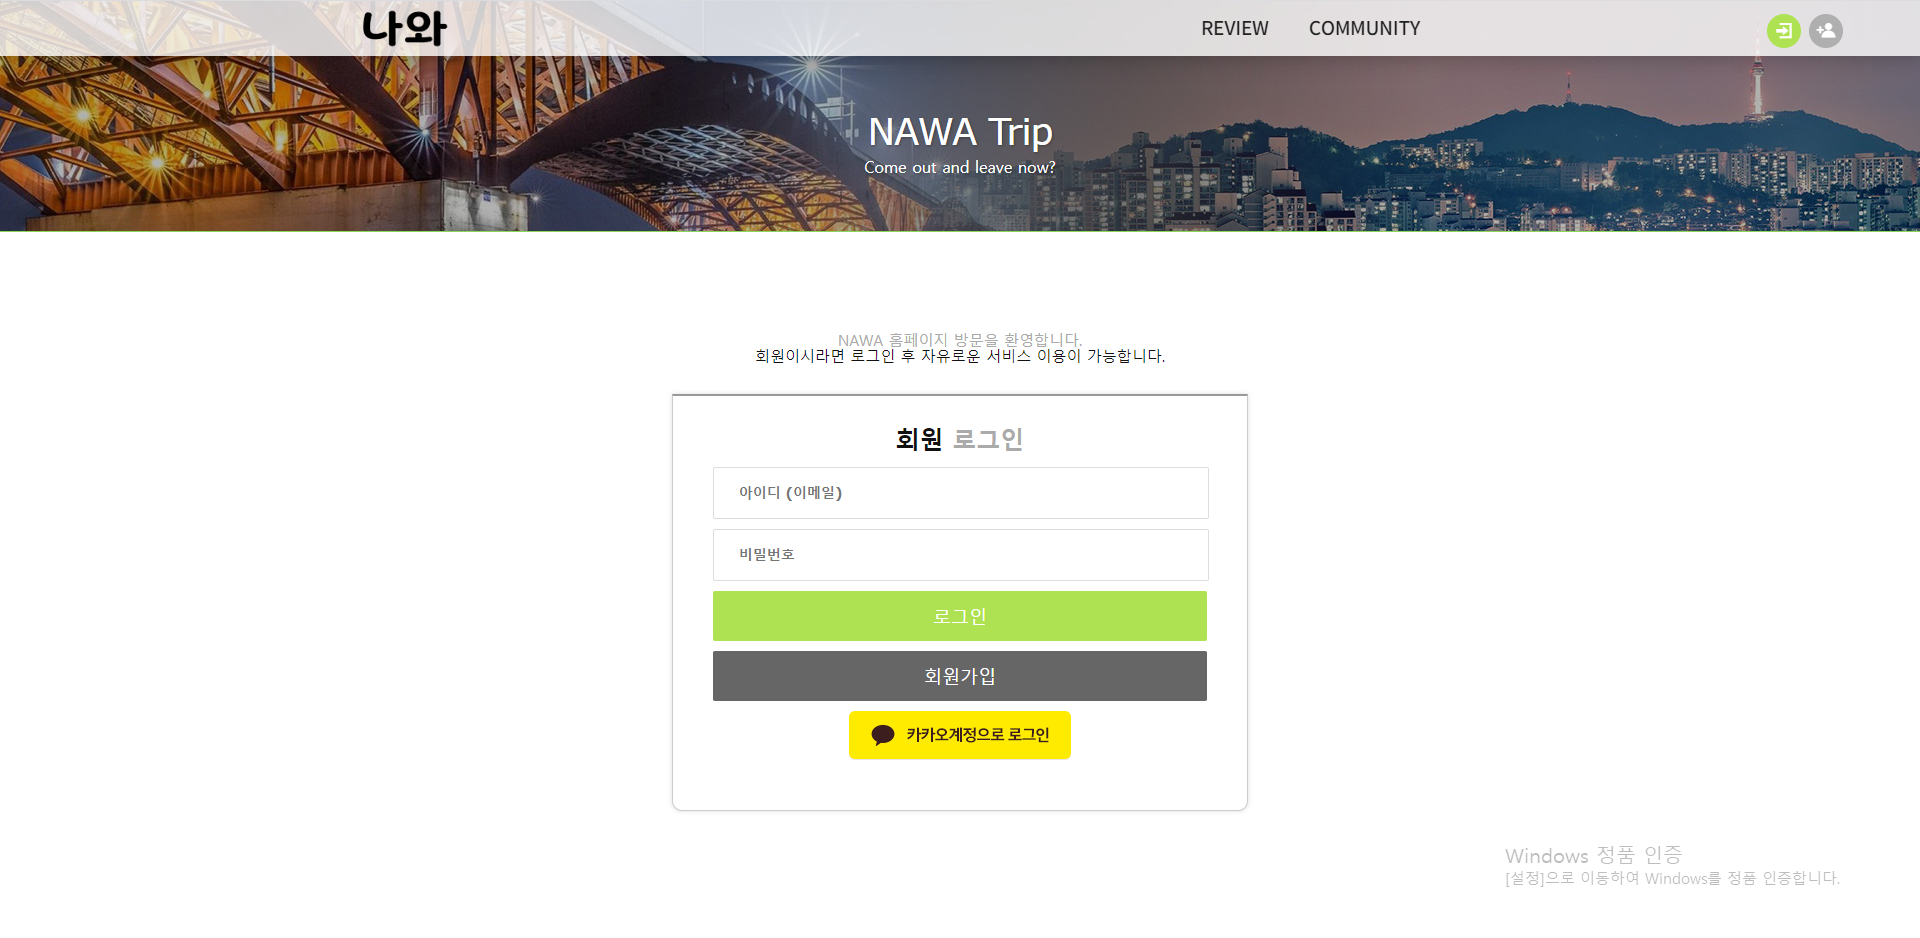 나와
REVIEW COMMUNITY
NAWA Trip
Come out and leave now?
NAWA 홈페이지 방문을 환영합니다.
회원이시라면 로그인 후 자유로운 서비스 이용이 가능합니다.
회원 로그인
아이디 (이메일)
비밀번호
로그인
회원가입
카카오계정으로 로그인
Windows 정품 인증
[설정]으로 이동하여 Windows를 정품 인증합니다.